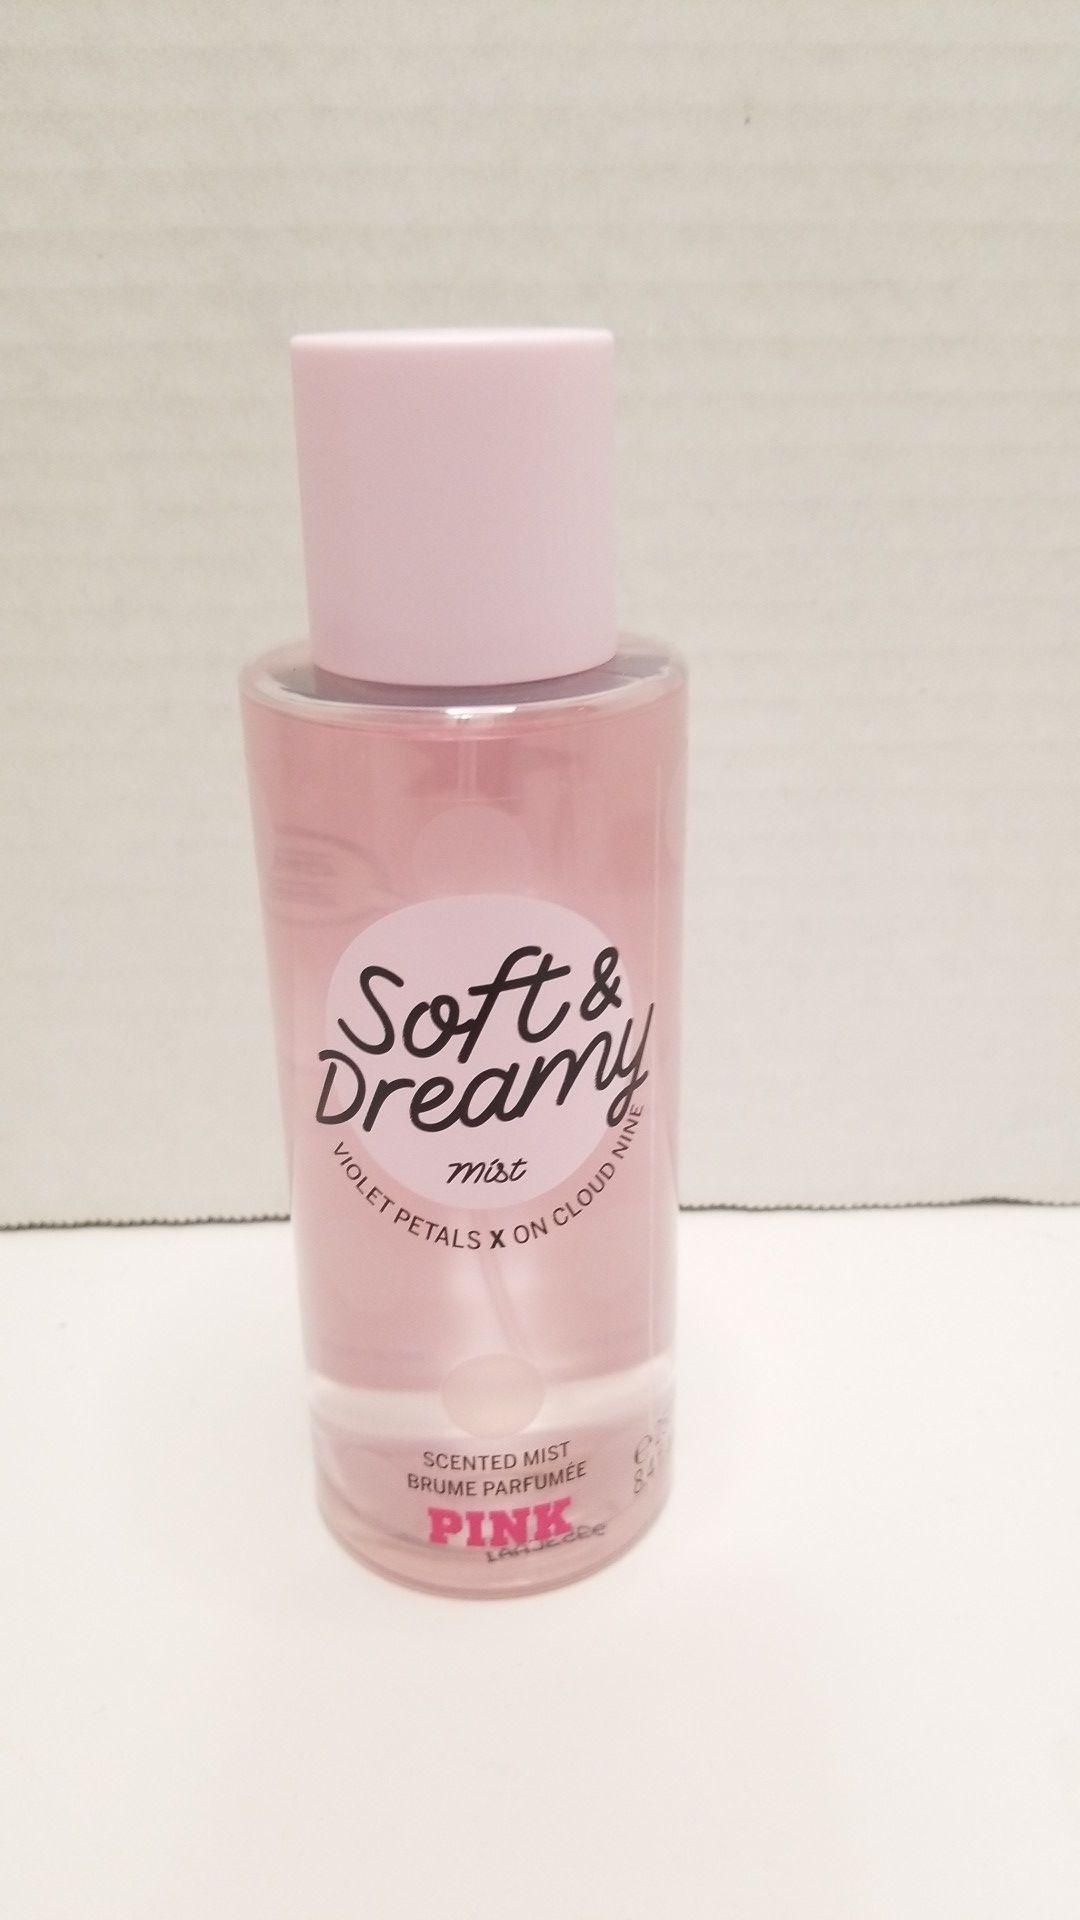 Soft &
Dreamy
mist
VIOLET PETALS X ON CLOUD NINE
SCENTED MIST
BRUME PARFUMÉE
PINK